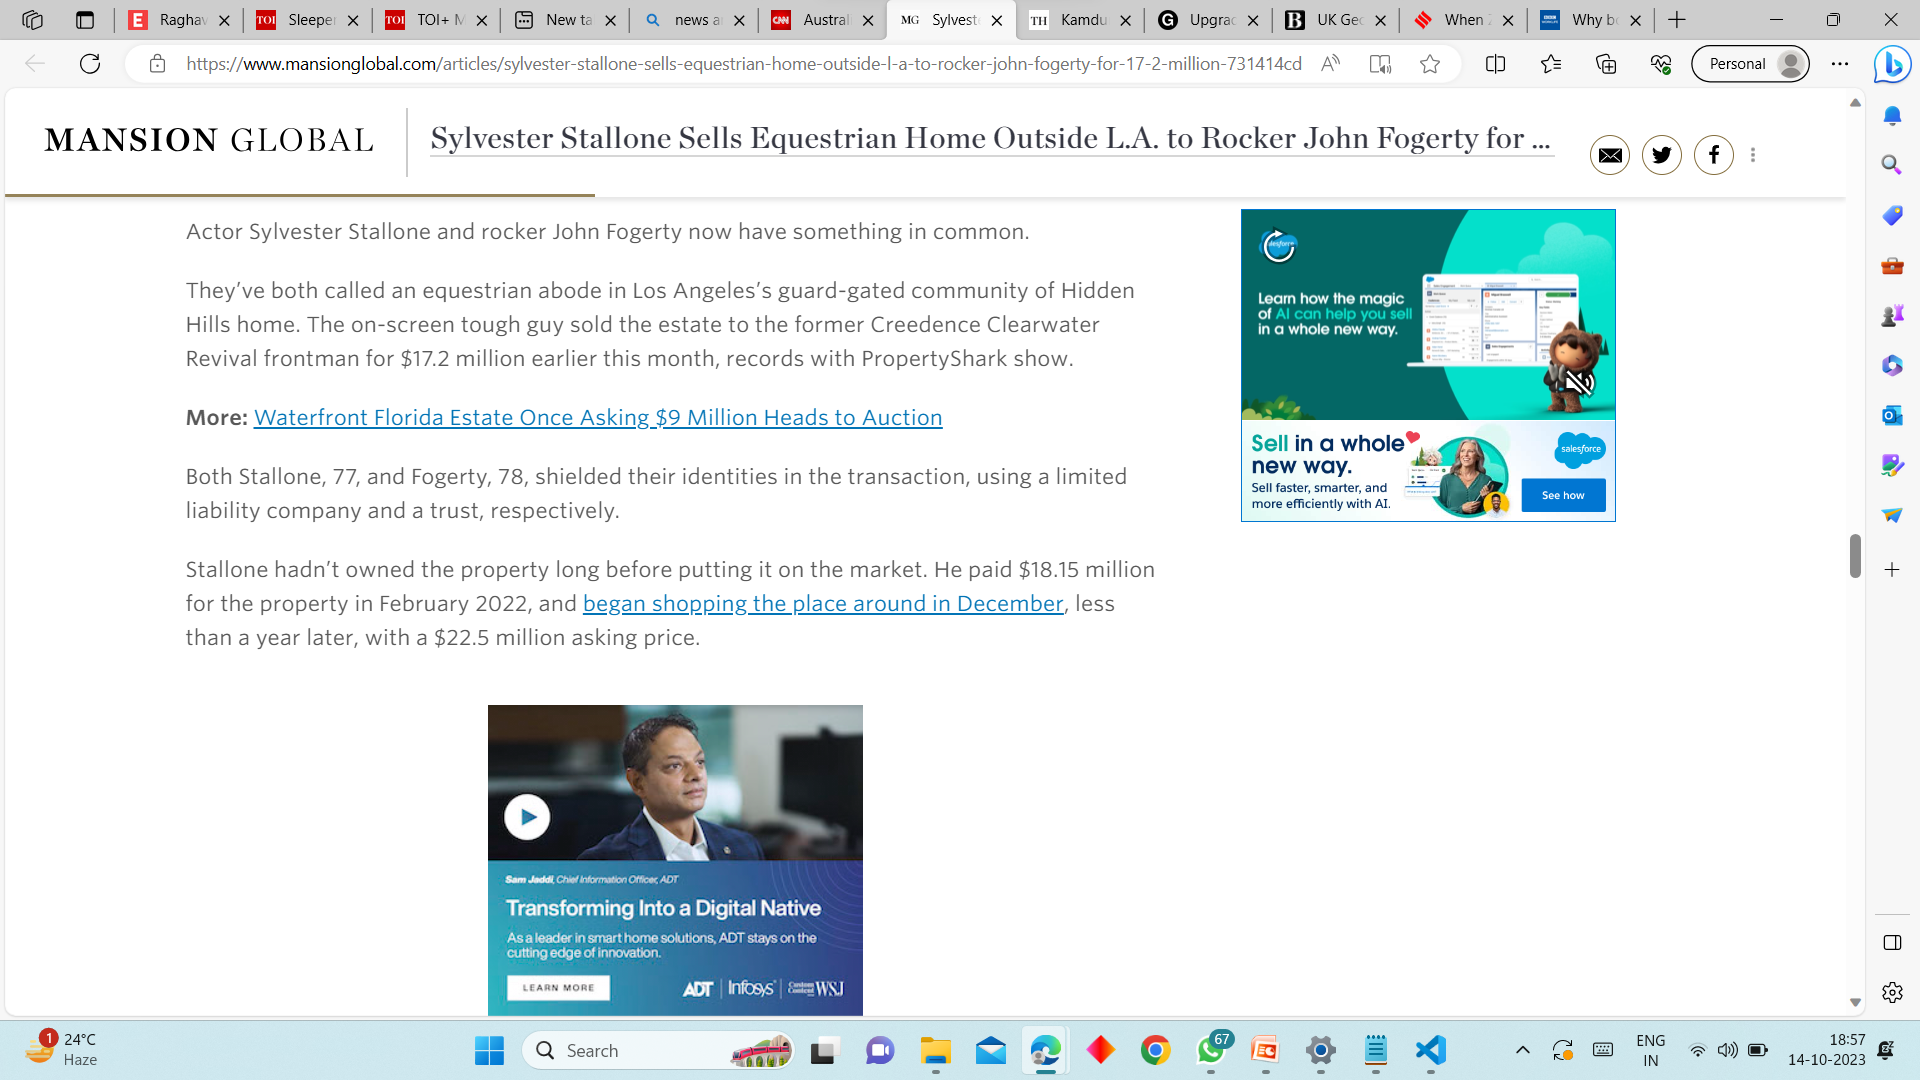 Raghav
TOI Sleeper
TOI TOI+ M
New ta
news a
CNN Austral
MG Sylveste
TH Kamdu
Upgrac
B UK Gec
When 2
Why b
https://www.mansionglobal.com/articles/sylvester-stallone-sells-equestrian-home-outside-l-a-to-rocker-john-fogerty-for-17-2-million-731414cd
Personal
MANSION GLOBAL
Sylvester Stallone Sells Equestrian Home Outside L.A. to Rocker John Fogerty for ...
Actor Sylvester Stallone and rocker John Fogerty now have something in common.
They’ve both called an equestrian abode in Los Angeles’s guard-gated community of Hidden
Hills home. The on-screen tough guy sold the estate to the former Creedence Clearwater
Revival frontman for $17.2 million earlier this month, records with PropertyShark show.
More: Waterfront Florida Estate Once Asking $9 Million Heads to Auction
Both Stallone, 77, and Fogerty, 78, shielded their identities in the transaction, using a limited
liability company and a trust, respectively.
Stallone hadn’t owned the property long before putting it on the market. He paid $18.15 million
for the property in February 2022, and began shopping the place around in December, less
than a year later, with a $22.5 million asking price.
Learn how the magic
of AI can help you sell
in a whole new way.
Sell in a whole
new way.
Sell faster, smarter, and
more efficiently with AI.
salesforce
See how
Sam Jaddi, Chief Information Officer, ADT
Transforming Into a Digital Native
As a leader in smart home solutions, ADT stays on the
cutting edge of innovation.
LEARN MORE
ADT | Infosys | Custom Content WSJ
1
24°C
Haze
Search
67
ENG
IN
18:57
14-10-2023